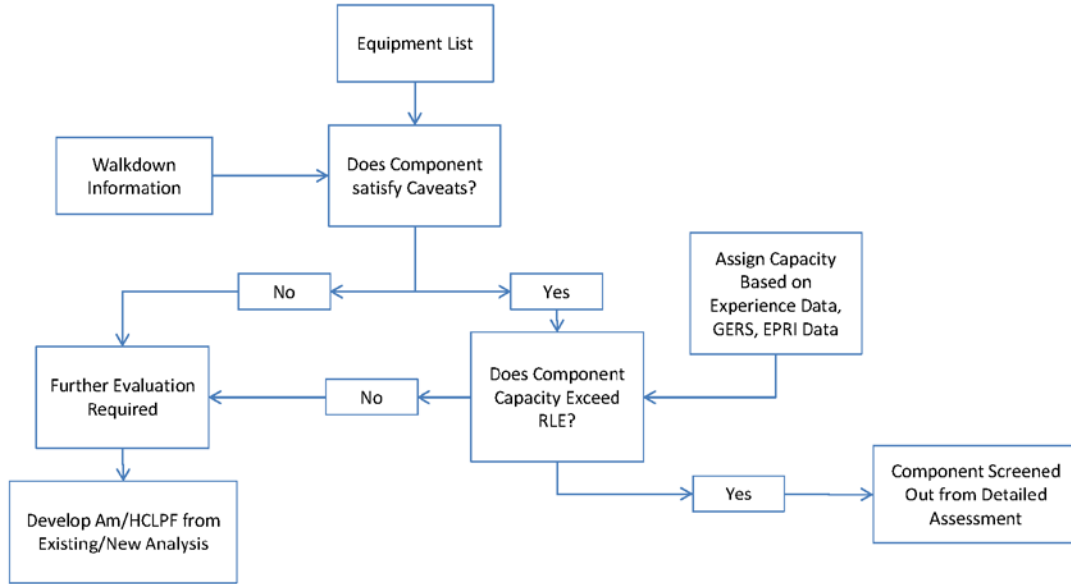 Equipment List
Walkdown
Information
Does Component
satisfy Caveats?
No
Yes
Assign Capacity
Based on
Experience Data,
GERS, EPRI Data
Further Evaluation
Required
No
Does Component
Capacity Exceed
RLE?
Develop Am/HCLPF from
Existing/New Analysis
Yes
Component Screened
Out from Detailed
Assessment